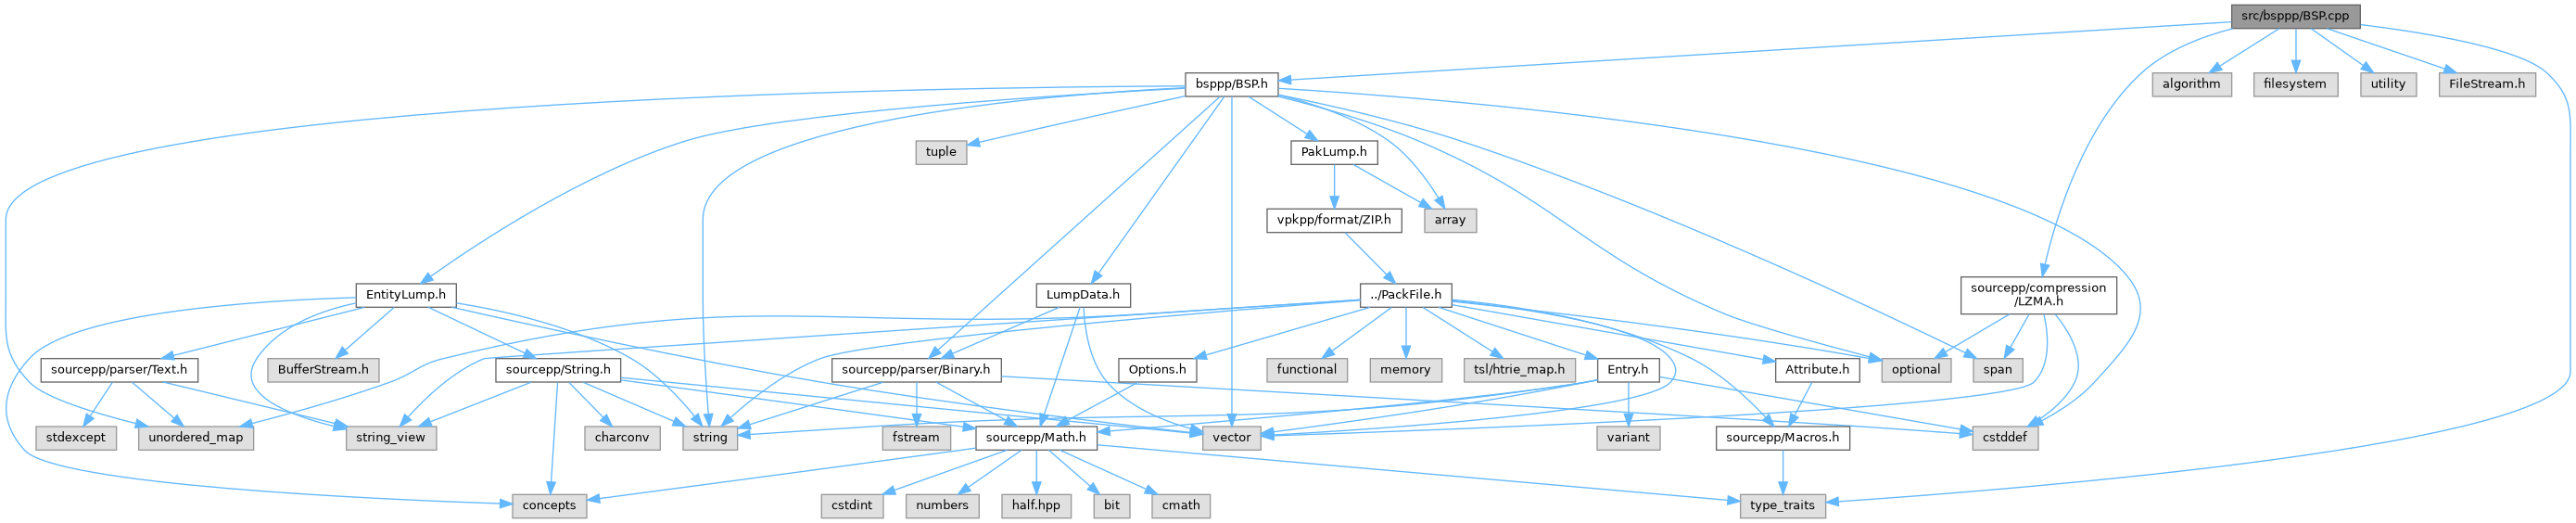 src/bsppp/BSP.cpp
bsppp/BSP.h
algorithm
filesystem
utility
FileStream.h
tuple
PakLump.h
vpkpp/format/ZIP.h
array
EntityLump.h
LumpData.h
../PackFile.h
sourcepp/compression
/LZMA.h
sourcepp/parser/Text.h
BufferStream.h
sourcepp/String.h
sourcepp/parser/Binary.h
Options.h
functional
memory
tsl/htrie_map.h
Entry.h
Attribute.h
optional
span
stdexcept
unordered_map
string_view
charconv
string
fstream
sourcepp/Math.h
vector
variant
sourcepp/Macros.h
cstddef
concepts
cstdint
numbers
half.hpp
bit
cmath
type_traits